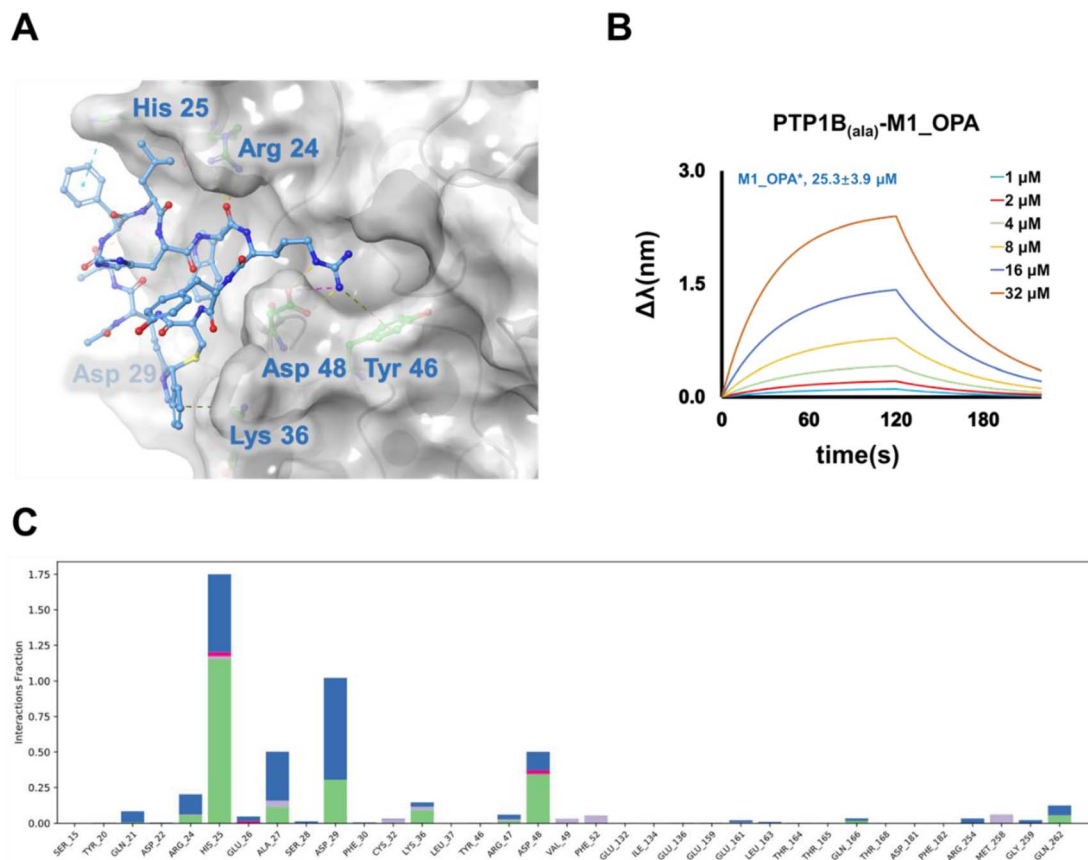 A
His 25
Arg 24
Asp 29
Asp 48
Tyr 46
Lys 36
B
PTP1B(ala)-M1_OPA
M1_OPA*, 25.3±3.9 µM
1 µM
2 µM
4 µM
8 µM
16 µM
32 µM
Δλ(nm)
3.0
1.5
0.0
0 60 120 180
time(s)
C
Interactions Fraction
1.75
1.50
1.25
1.00
0.75
0.50
0.25
0.00
SER_15
TYR_20
GLN_21
ASP_22
ARG_24
HIS_25
GLU_26
ALA_27
SER_28
ASP_29
PHE_30
CYS_32
LYS_36
LEU_37
TYR_46
ARG_47
ASP_48
VAL_49
PHE_52
GLU_132
ILE_134
GLU_136
GLU_159
GLU_161
LEU_163
THR_164
THR_165
GLN_166
THR_168
ASP_181
PHE_182
ARG_254
MET_258
GLY_259
GLN_262